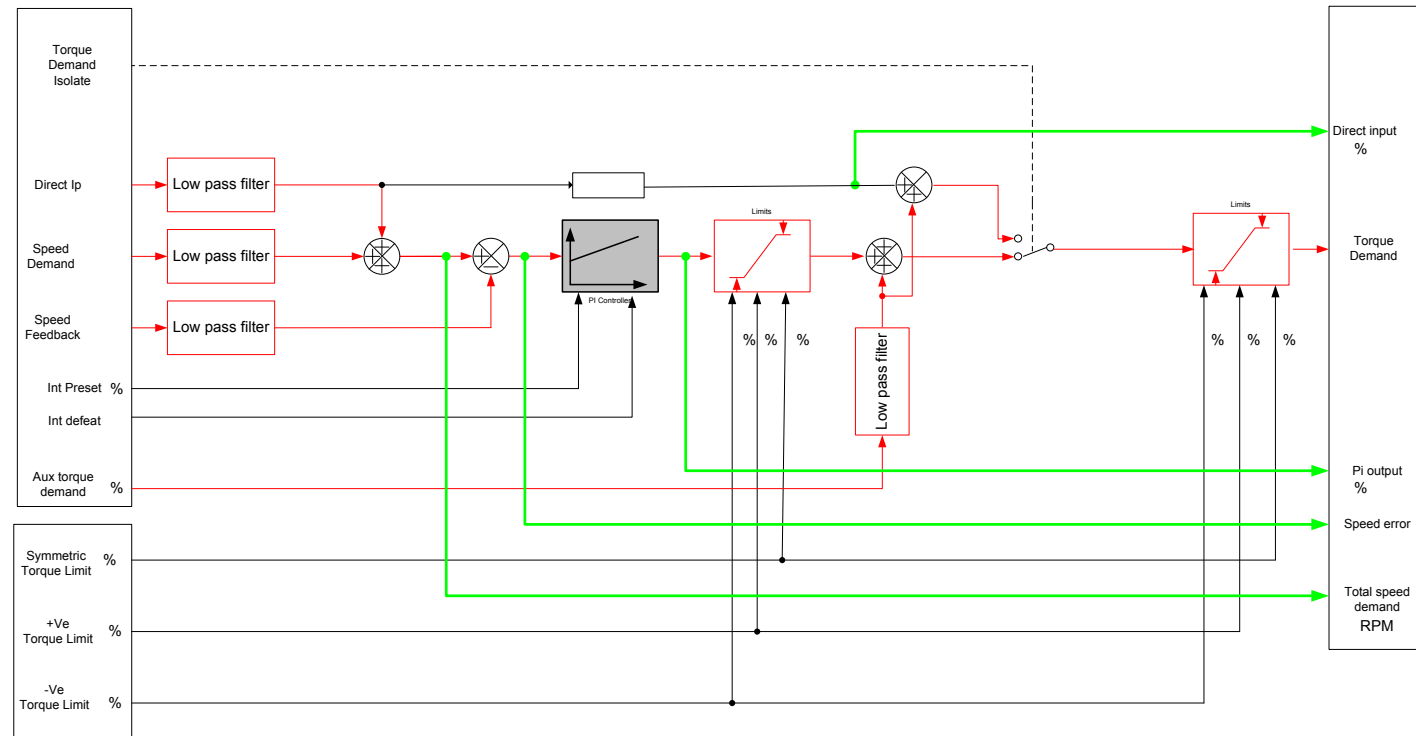 Torque
Demand
Isolate
Direct input
%
Direct Ip
Low pass filter
Limits
Limits
Speed
Demand
Low pass filter
Torque
Demand
PI Controller
Speed
Feedback
Low pass filter
% % %
% % %
Low pass filter
Int Preset %
Int defeat
Aux torque
demand %
Pi output
%
Speed error
Symmetric %
Torque Limit
Total speed
demand
RPM
+Ve
Torque Limit %
-Ve
Torque Limit %